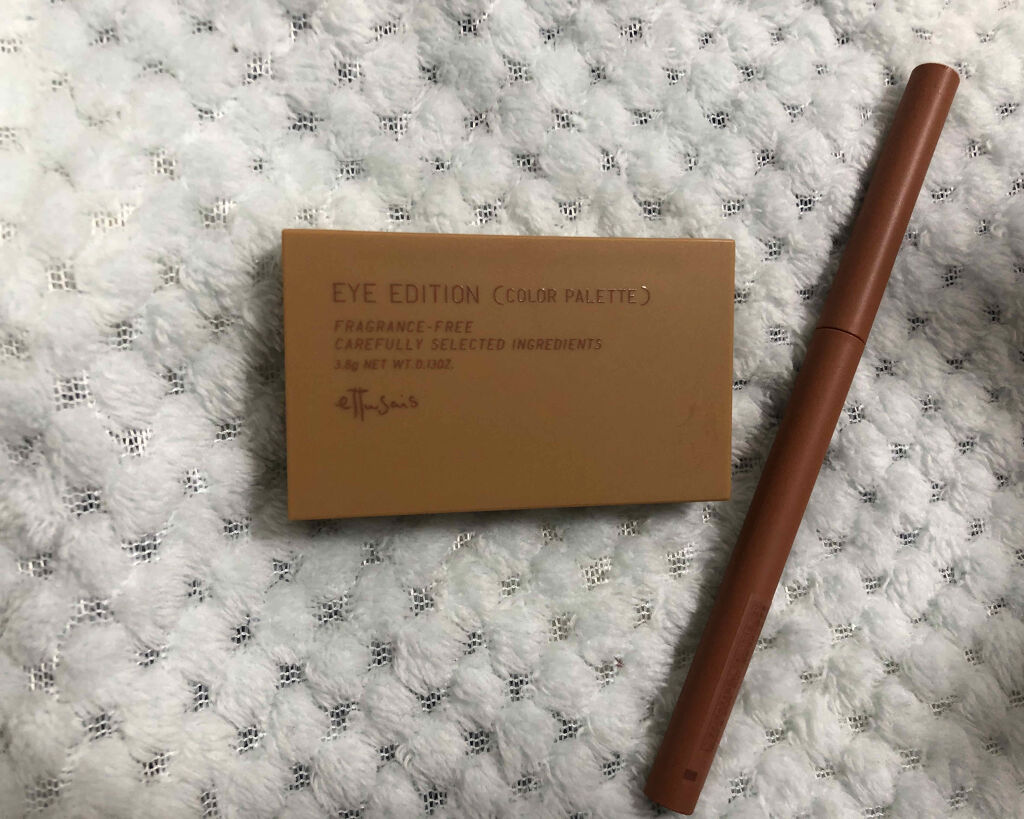 EYE EDITION (COLOR PALETTE)
FRAGRANCE-FREE
CAREFULLY SELECTED INGREDIENTS
3.8g NET WT.0.13OZ.
ettusais